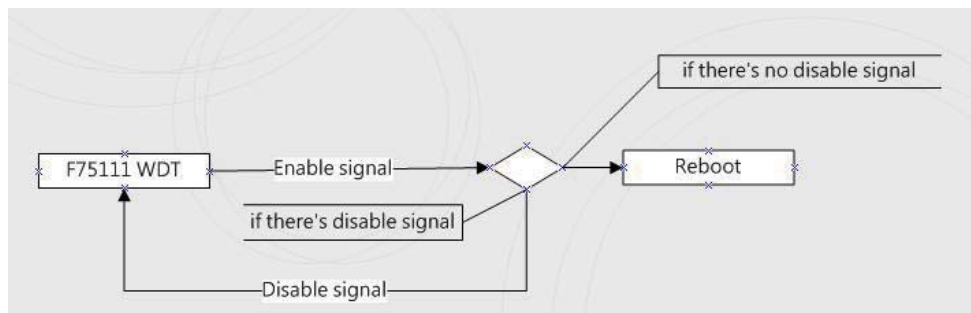 if there's no disable signal
F75111 WDT
Enable signal
Reboot
if there's disable signal
Disable signal